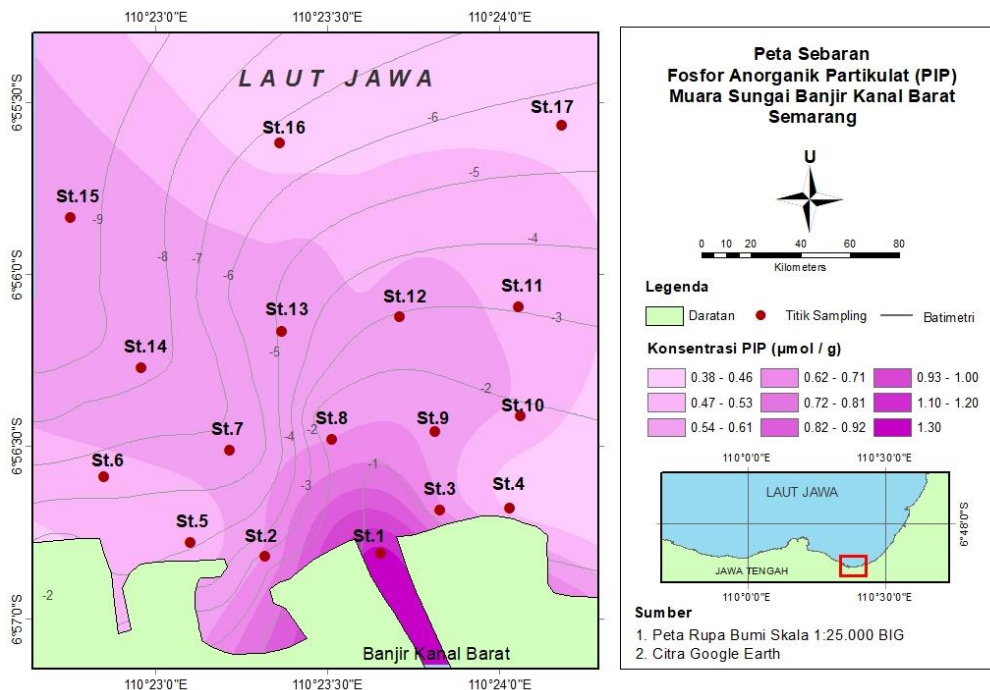 110°23'0"E
110°23'3,5"E
110°24'0"E
6°55'30"S
6°56'0"S
6°56'30"S
6°57'0"S
LAUT JAWA
St.17
St.16
St.15
St.11
St.12
St.13
St.14
St.10
St.9
St.8
St.7
St.6
St.5
St.4
St.3
St.2
St.1
-6
-5
-4
-3
-2
-9
-8
-7
-6
-5
-4
-3
-2
-1
-2
Banjir Kanal Barat
110°23'0"E
110°23'3,5"E
110°24'0"E
Peta Sebaran
Fosfor Anorganik Partikulat (PIP)
Muara Sungai Banjir Kanal Barat
Semarang
U
0 10 20 40 60 80
Kilometers
Legenda
Daratan Titik Sampling Batimetri
Konsentrasi PIP (µmol / g)
0.38 - 0.46 0.62 - 0.71 0.93 - 1.00
0.47 - 0.53 0.72 - 0.81 1.10 - 1.20
0.54 - 0.61 0.82 - 0.92 1.30
110°0'0"E 110°3'0"E
LAUT JAWA
JAWA TENGAH
6°48'0"S
110°0'0"E 110°3'0"E
Sumber
1. Peta Rupa Bumi Skala 1:25.000 BIG
2. Citra Google Earth